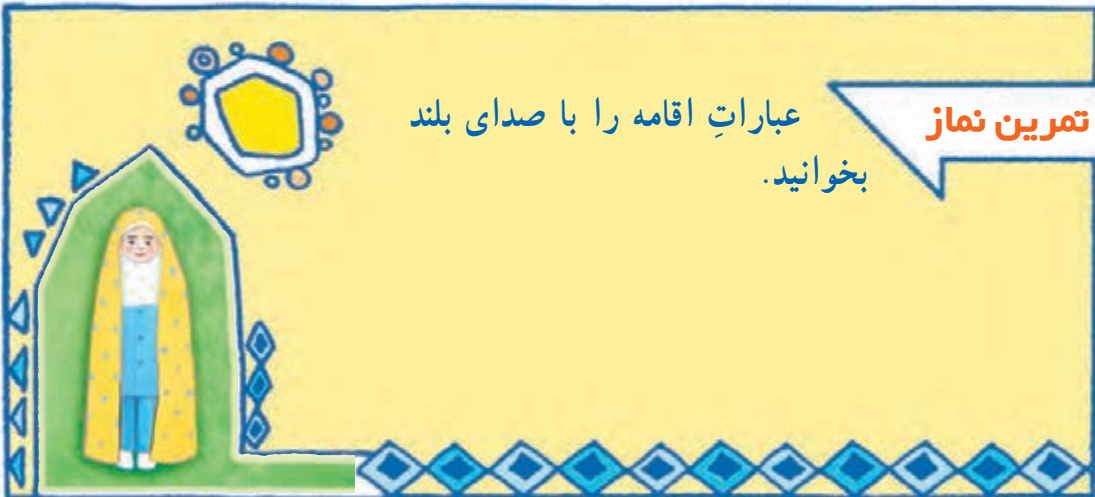 تمرین نماز
عباراتِ اقامه را با صدای بلند
بخوانید.